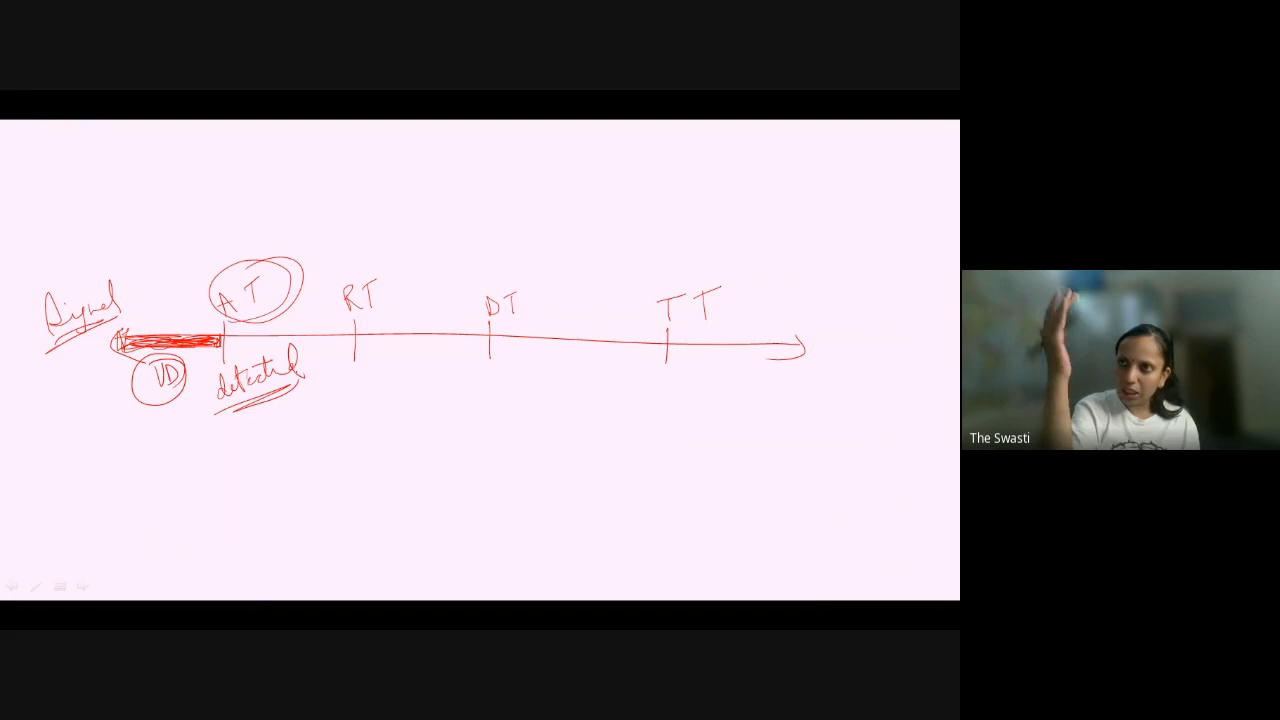 Signal
AT RT DT TT
VD
detected
The Swasti